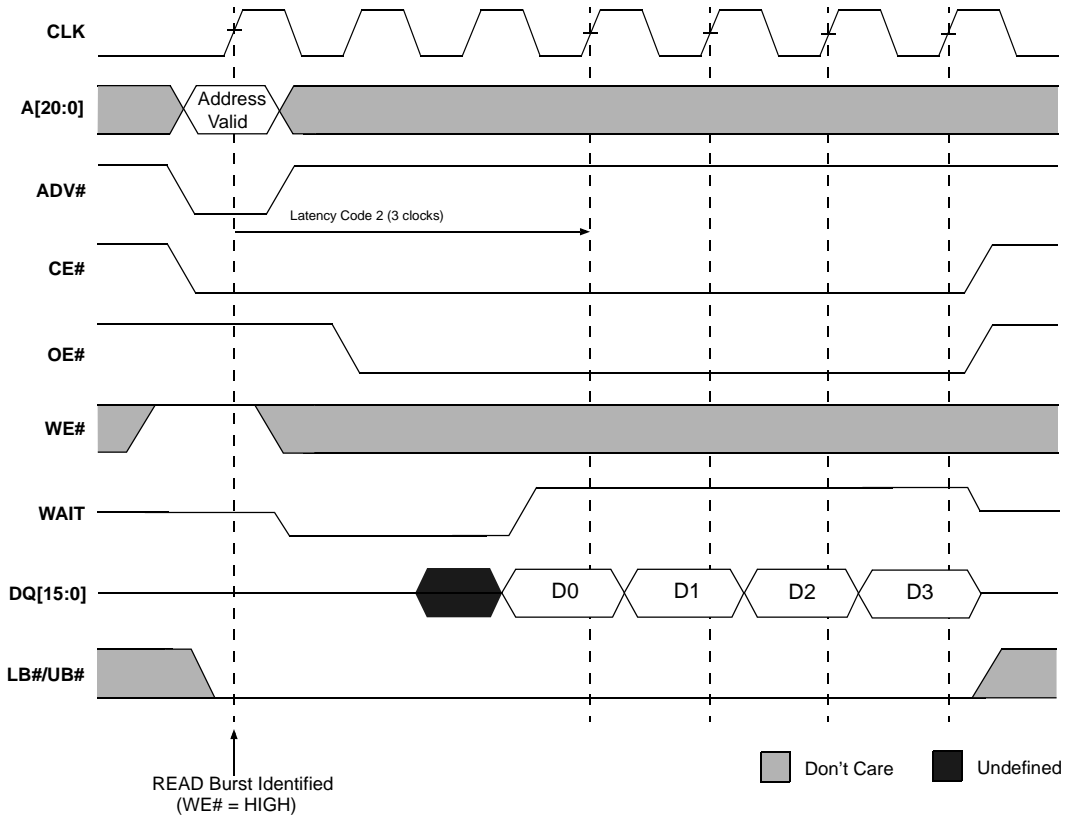 CLK
A[20:0]
Address
Valid
ADV#
Latency Code 2 (3 clocks)
CE#
OE#
WE#
WAIT
DQ[15:0]
D0
D1
D2
D3
LB#/UB#
READ Burst Identified
(WE# = HIGH)
Don't Care
Undefined